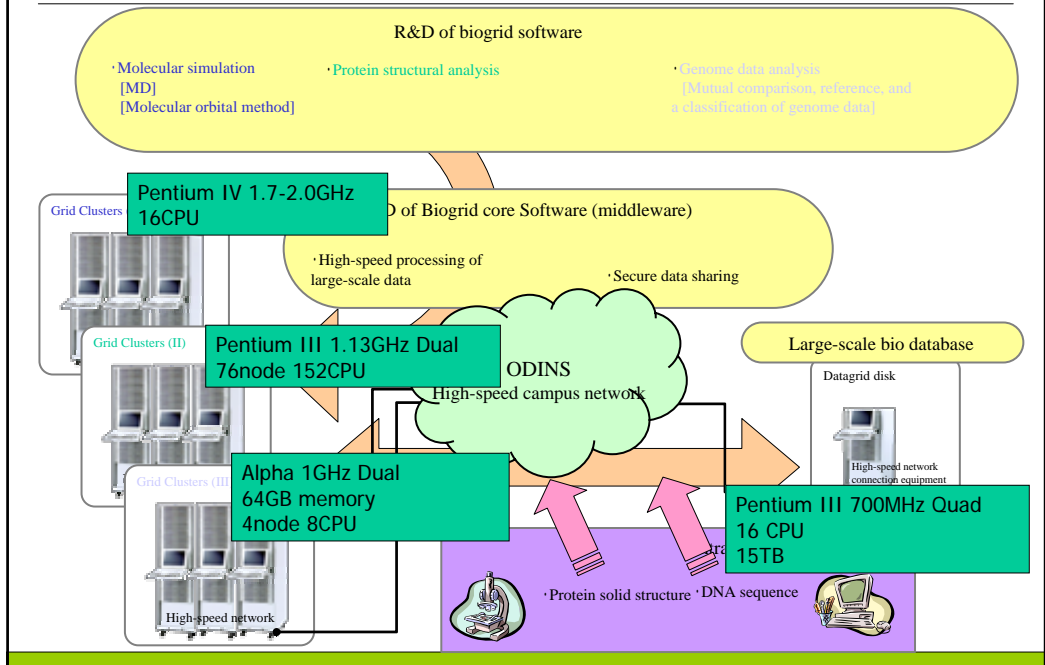 R&D of biogrid software
·Molecular simulation
[MD]
[Molecular orbital method]
·Protein structural analysis
·Genome data analysis
[Mutual comparison, reference, and
a classification of genome data]
Pentium IV 1.7-2.0GHz
16CPU
Grid Clusters
D of Biogrid core Software (middleware)
·High-speed processing of
large-scale data
·Secure data sharing
Grid Clusters (II)
Pentium III 1.13GHz Dual
76node 152CPU
ODINS
High-speed campus network
Large-scale bio database
Datagrid disk
High-speed network
connection equipment
Grid Clusters (III
Alpha 1GHz Dual
64GB memory
4node 8CPU
High-speed network
Pentium III 700MHz Quad
16 CPU
15TB
·Protein solid structure
·DNA sequence